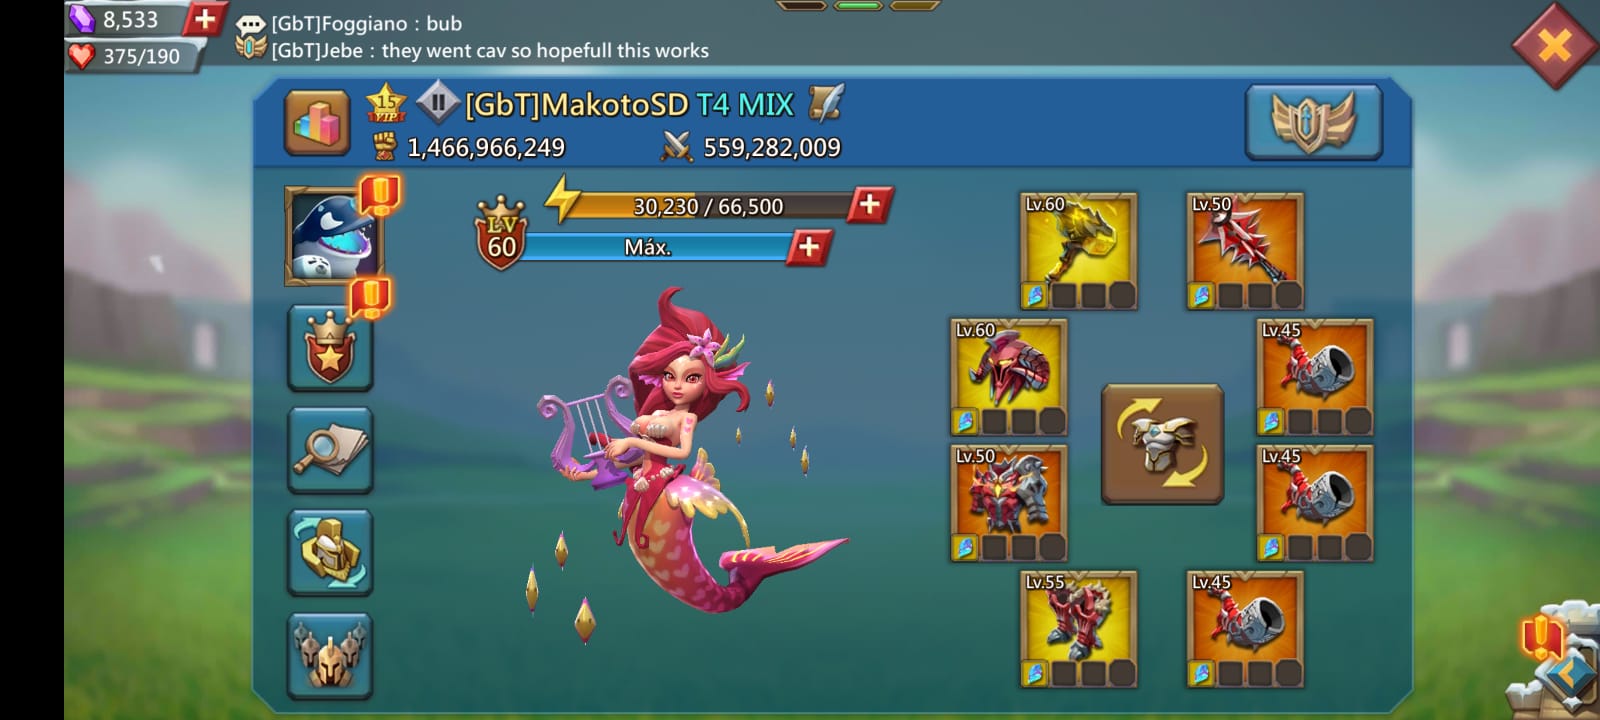 8,533
[GbT]Foggiano : bub
375/190
[GbT]Jebe : they went cav so hopefull this works
15
VIP
[GbT]MakotoSD T4 MIX
1,466,966,249
559,282,009
LV
60
30,230 / 66,500
Máx.
Lv.60
Lv.50
Lv.60
Lv.45
Lv.50
Lv.45
Lv.55
Lv.45